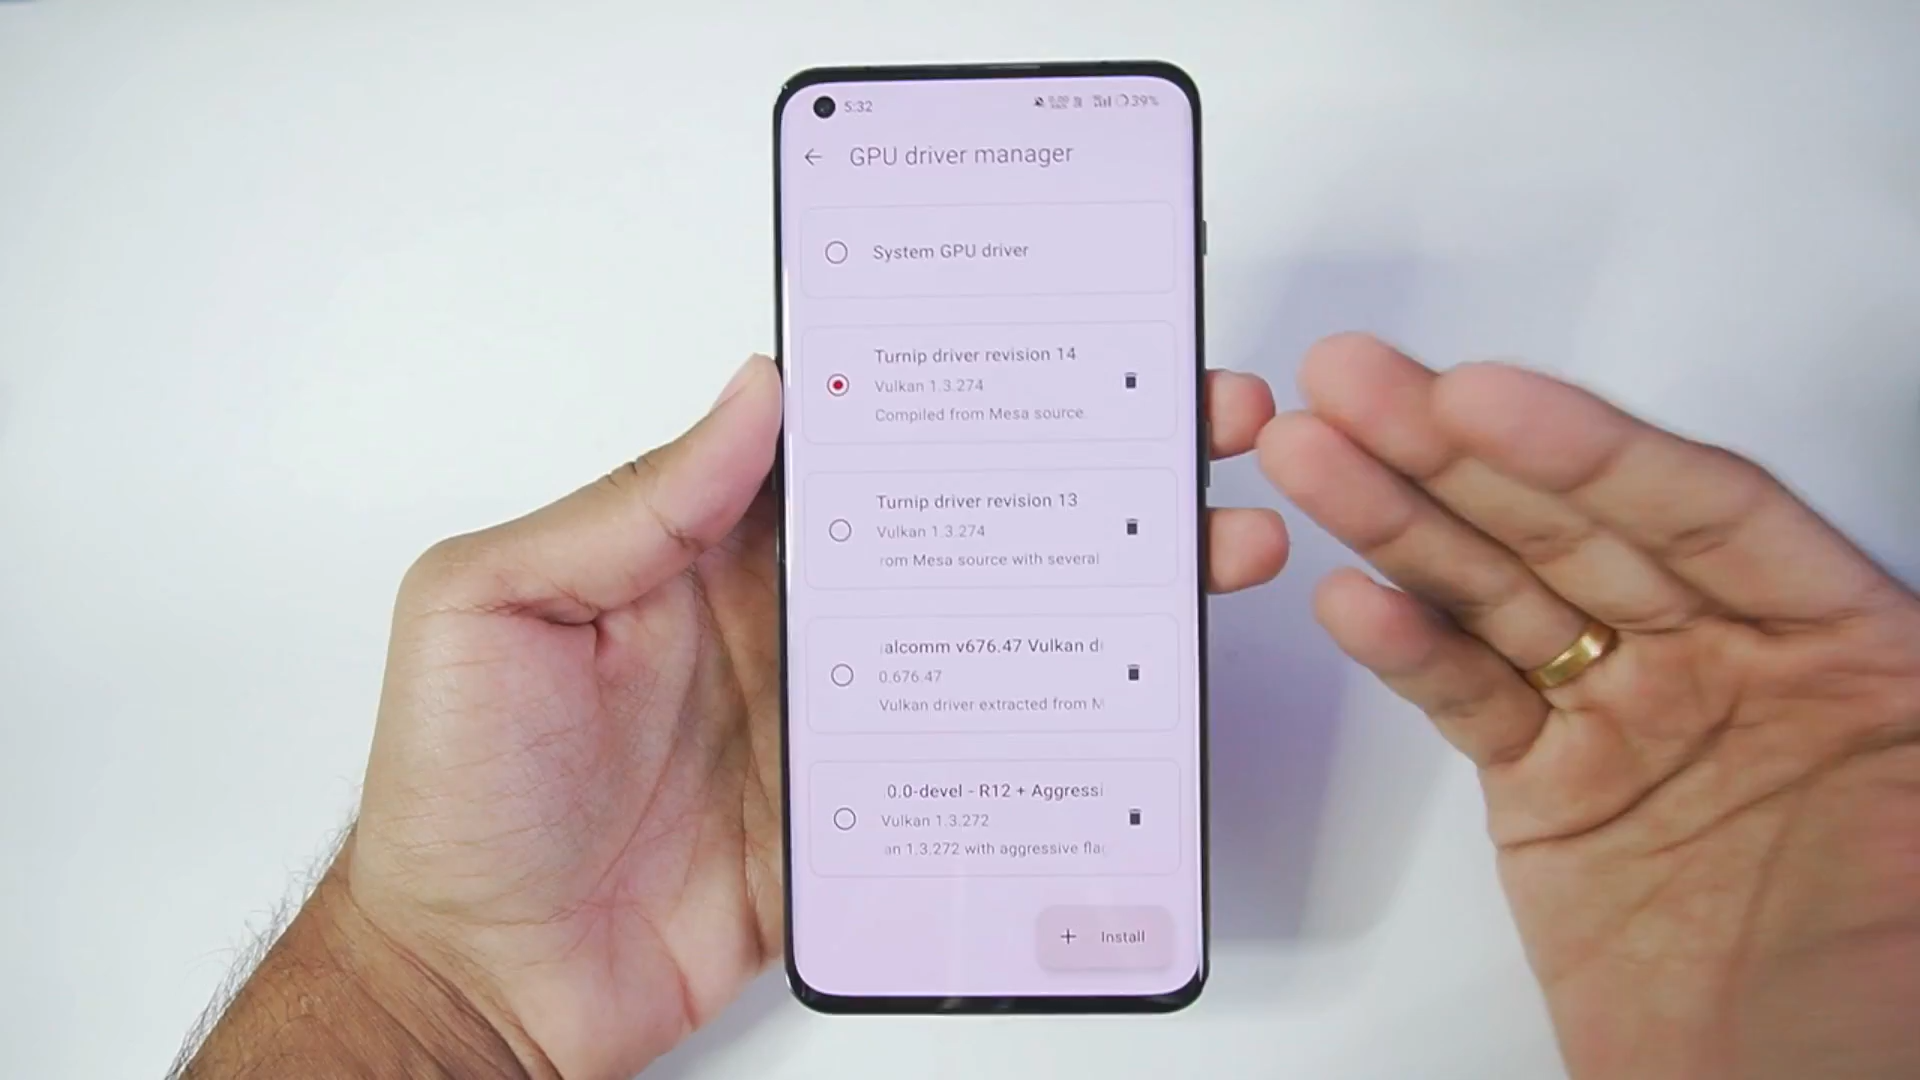 5:32
39%
GPU driver manager
System GPU driver
Turnip driver revision 14
Vulkan 1.3.274
Compiled from Mesa source
Turnip driver revision 13
Vulkan 1.3.274
rom Mesa source with several
alcomm v676.47 Vulkan d
0.676.47
Vulkan driver extracted from M
0.0-devel - R12 + Aggressi
Vulkan 1.3.272
an 1.3.272 with aggressive fla
+ Install